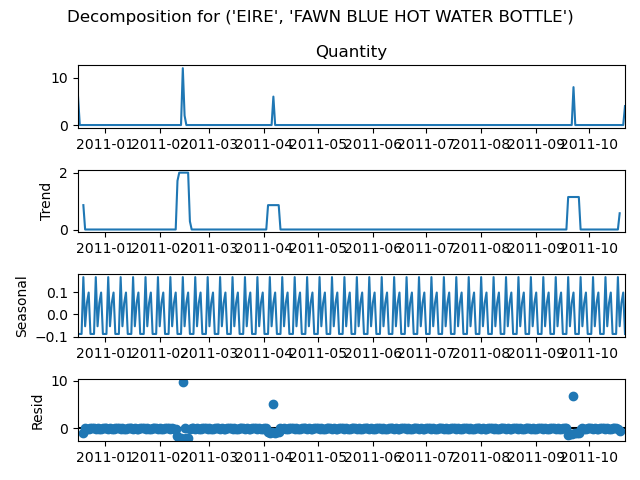 Decomposition for ('EIRE', 'FAWN BLUE HOT WATER BOTTLE')
Quantity
10
0
2011-01 2011-02 2011-03 2011-04 2011-05 2011-06 2011-07 2011-08 2011-09 2011-10
Trend
2
0
2011-01 2011-02 2011-03 2011-04 2011-05 2011-06 2011-07 2011-08 2011-09 2011-10
Seasonal
0.1
0.0
−0.1
2011-01 2011-02 2011-03 2011-04 2011-05 2011-06 2011-07 2011-08 2011-09 2011-10
Resid
10
0
2011-01 2011-02 2011-03 2011-04 2011-05 2011-06 2011-07 2011-08 2011-09 2011-10